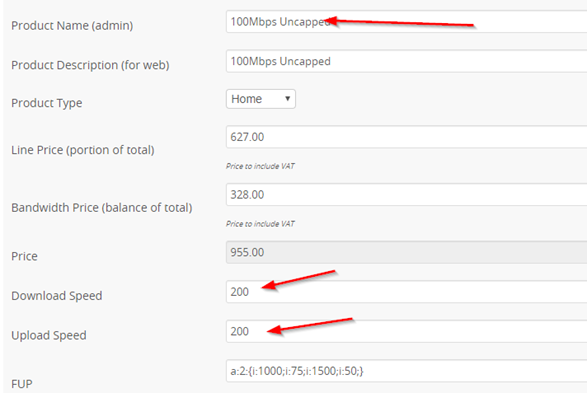 Product Name (admin) 100Mbps Uncapped
Product Description (for web) 100Mbps Uncapped
Product Type Home
Line Price (portion of total) 627.00
Price to include VAT
Bandwidth Price (balance of total) 328.00
Price to include VAT
Price 955.00
Download Speed 200
Upload Speed 200
FUP a:2:{i:1000;i:75;i:1500;i:50;}